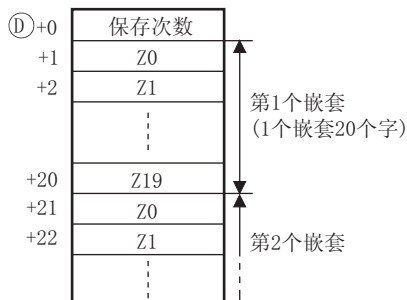 Ⓓ+0 保存次数
+1 Z0
+2 Z1
第1个嵌套
(1个嵌套20个字)
+20 Z19
+21 Z0
+22 Z1
第2个嵌套